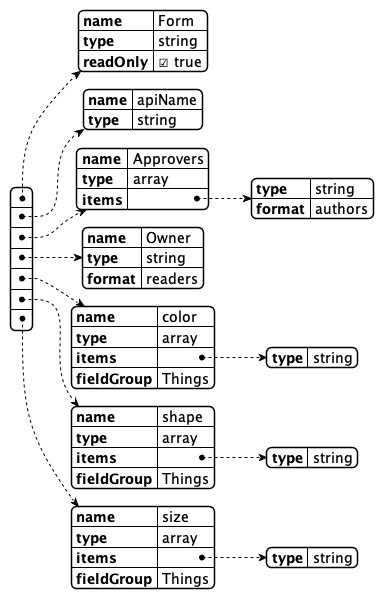 name Form
type string
readOnly ☑ true
name apiName
type string
name Approvers
type array
items
type string
format authors
name Owner
type string
format readers
name color
type array
items
type string
fieldGroup Things
name shape
type array
items
type string
fieldGroup Things
name size
type array
items
type string
fieldGroup Things